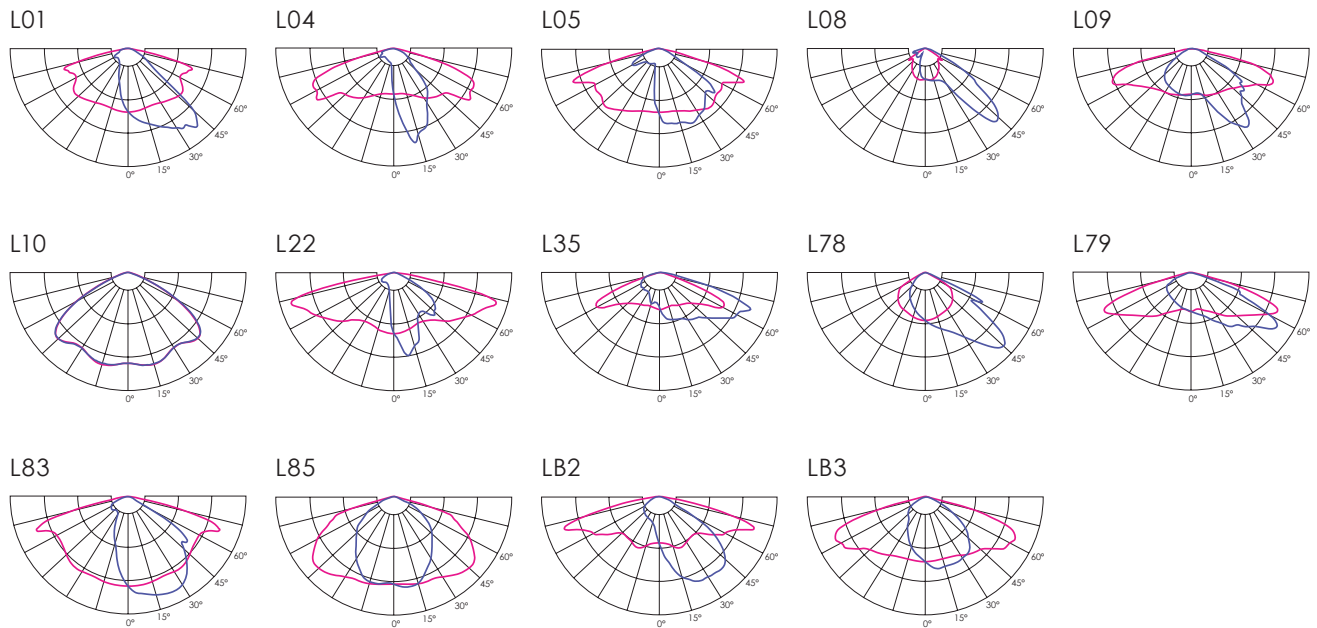 L01 L04 L05 L08 L09
60° 60° 60° 60° 60°
45° 45° 45° 45° 45°
30° 30° 30° 30° 30°
0° 15° 0° 15° 0° 15° 0° 15° 0° 15°
L10 L22 L35 L78 L79
60° 60° 60° 60° 60°
45° 45° 45° 45° 45°
30° 30° 30° 30° 30°
0° 15° 0° 15° 0° 15° 0° 15° 0° 15°
L83 L85 LB2 LB3
60° 60° 60° 60°
45° 45° 45° 45°
30° 30° 30° 30°
0° 15° 0° 15° 0° 15° 0° 15°